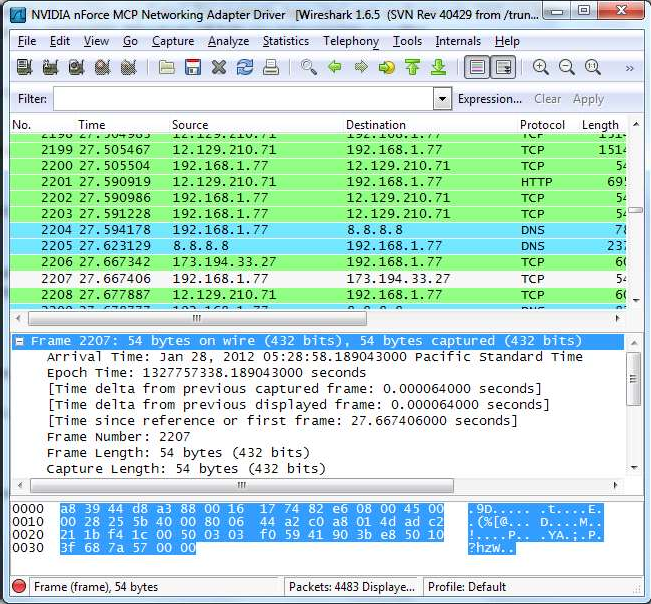 NVIDIA nForce MCP Networking Adapter Driver [Wireshark 1.6.5 (SVN Rev 40429 from /trun...
File Edit View Go Capture Analyze Statistics Telephony Tools Internals Help
Filter: Expression... Clear Apply
No. Time Source Destination Protocol Length
2198 27.504985 12.129.210.71 192.168.1.77 TCP 1514
2199 27.505467 12.129.210.71 192.168.1.77 TCP 1514
2200 27.505504 192.168.1.77 12.129.210.71 TCP 54
2201 27.590919 12.129.210.71 192.168.1.77 HTTP 695
2202 27.590986 192.168.1.77 12.129.210.71 TCP 54
2203 27.591228 192.168.1.77 12.129.210.71 TCP 54
2204 27.594178 192.168.1.77 8.8.8.8 DNS 78
2205 27.623129 8.8.8.8 192.168.1.77 DNS 237
2206 27.667342 173.194.33.27 192.168.1.77 TCP 60
2207 27.667406 192.168.1.77 173.194.33.27 TCP 54
2208 27.677887 12.129.210.71 192.168.1.77 TCP 60
Frame 2207: 54 bytes on wire (432 bits), 54 bytes captured (432 bits)
Arrival Time: Jan 28, 2012 05:28:58.189043000 Pacific Standard Time
Epoch Time: 1327757338.189043000 seconds
[Time delta from previous captured frame: 0.000064000 seconds]
[Time delta from previous displayed frame: 0.000064000 seconds]
[Time since reference or first frame: 27.667406000 seconds]
Frame Number: 2207
Frame Length: 54 bytes (432 bits)
Capture Length: 54 bytes (432 bits)
0000 a8 39 44 d8 a3 88 00 16 17 74 82 e6 08 00 45 00 .9D..... .t....E.
0010 00 28 25 5b 40 00 80 06 44 a2 c0 a8 01 4d ad c2 .(%[@... D....M..
0020 21 1b f4 1c 00 50 03 03 f0 59 41 90 3b e8 50 10 !....P.. .YA.;.P.
0030 3f 68 7a 57 00 00 ?hzW..
Frame (frame), 54 bytes Packets: 4483 Displaye... Profile: Default